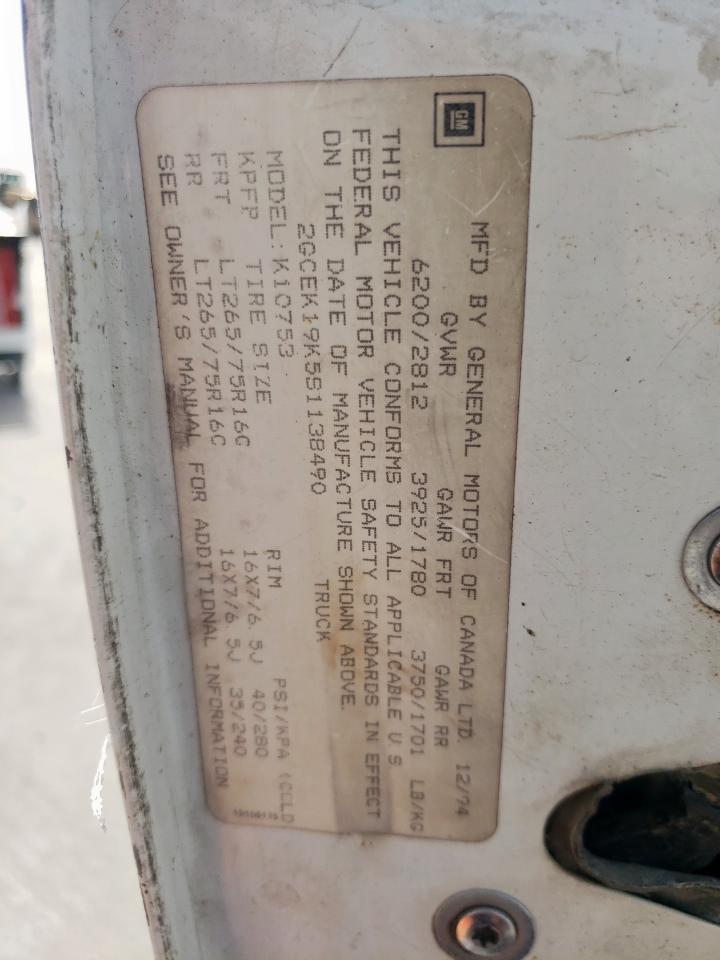 GM
MFD BY GENERAL MOTORS OF CANADA LTD. 12/94
GVWR GAWR FRT GAWR RR
6200/2812 3925/1780 3750/1701 LB/KG
THIS VEHICLE CONFORMS TO ALL APPLICABLE U S
FEDERAL MOTOR VEHICLE SAFETY STANDARDS IN EFFECT
ON THE DATE OF MANUFACTURE SHOWN ABOVE.
2GCEK19K5S1138490 TRUCK
MODEL: K10753
KPFP TIRE SIZE RIM PSI/KPA (COLD
FRT LT265/75R16C 16X7/6.5J 40/280
RR LT265/75R16C 16X7/6.5J 35/240
SEE OWNER'S MANUAL FOR ADDITIONAL INFORMATION